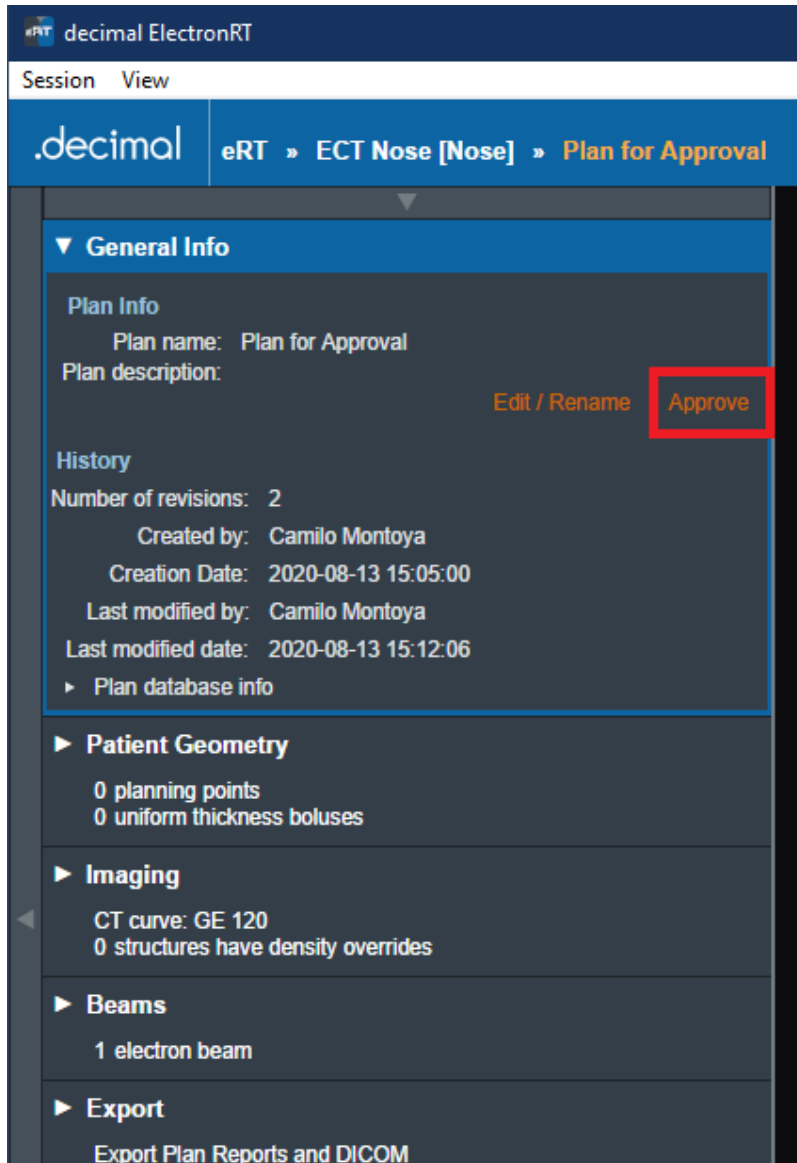 eRT decimal ElectronRT
Session View
.decimal eRT » ECT Nose [Nose] » Plan for Approval
General Info
Plan Info
Plan name: Plan for Approval
Plan description:
Edit / Rename Approve
History
Number of revisions: 2
Created by: Camilo Montoya
Creation Date: 2020-08-13 15:05:00
Last modified by: Camilo Montoya
Last modified date: 2020-08-13 15:12:06
Plan database info
Patient Geometry
0 planning points
0 uniform thickness boluses
Imaging
CT curve: GE 120
0 structures have density overrides
Beams
1 electron beam
Export
Export Plan Reports and DICOM